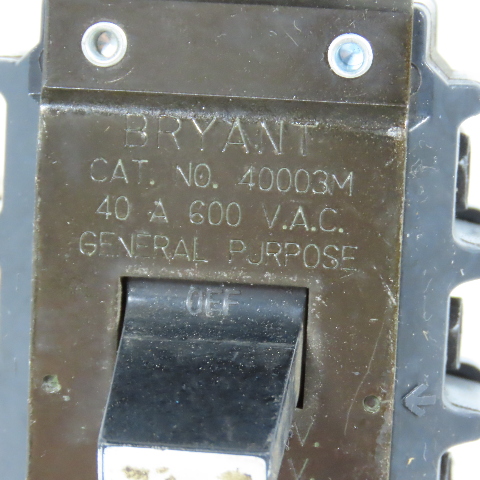 BRYANT
CAT. NO. 40003M
40 A 600 V.A.C.
GENERAL PURPOSE
OFF
V
V.